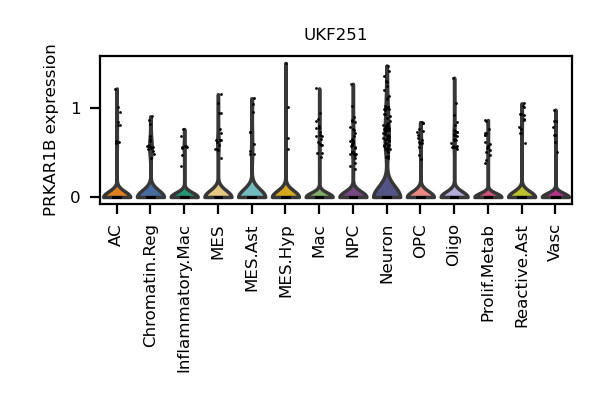 UKF251
PRKAR1B expression
1
0
AC
Chromatin.Reg
Inflammatory.Mac
MES
MES.Ast
MES.Hyp
Mac
NPC
Neuron
OPC
Oligo
Prolif.Metab
Reactive.Ast
Vasc